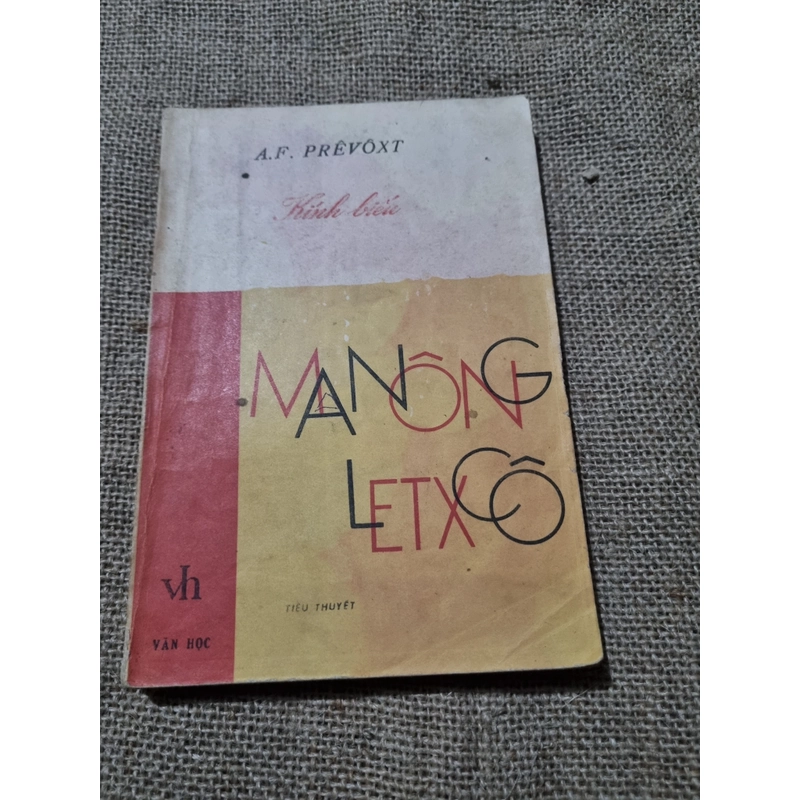 A.F. PRÊVÔXT
Kính biếu
MANÔNG
LETXCÔ
vh
VĂN HỌC
TIỂU THUYẾT